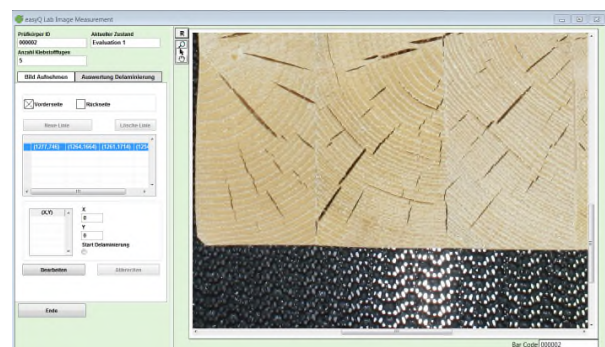 easyQ Lab Image Measurement
Prüfkörper ID
Aktueller Zustand
000002
Evaluation 1
Anzahl Klebstofffugen
5
Bild Aufnehmen
Auswertung Delaminierung
Vorderseite
Rückseite
Neue Linie
Lösche Linie
(1277,746) (1264,1664) (1261,1714)
(X,Y)
X
0
Y
0
Start Delaminierung
Bearbeiten
Abbrechen
Ende
R
Bar Code 000002